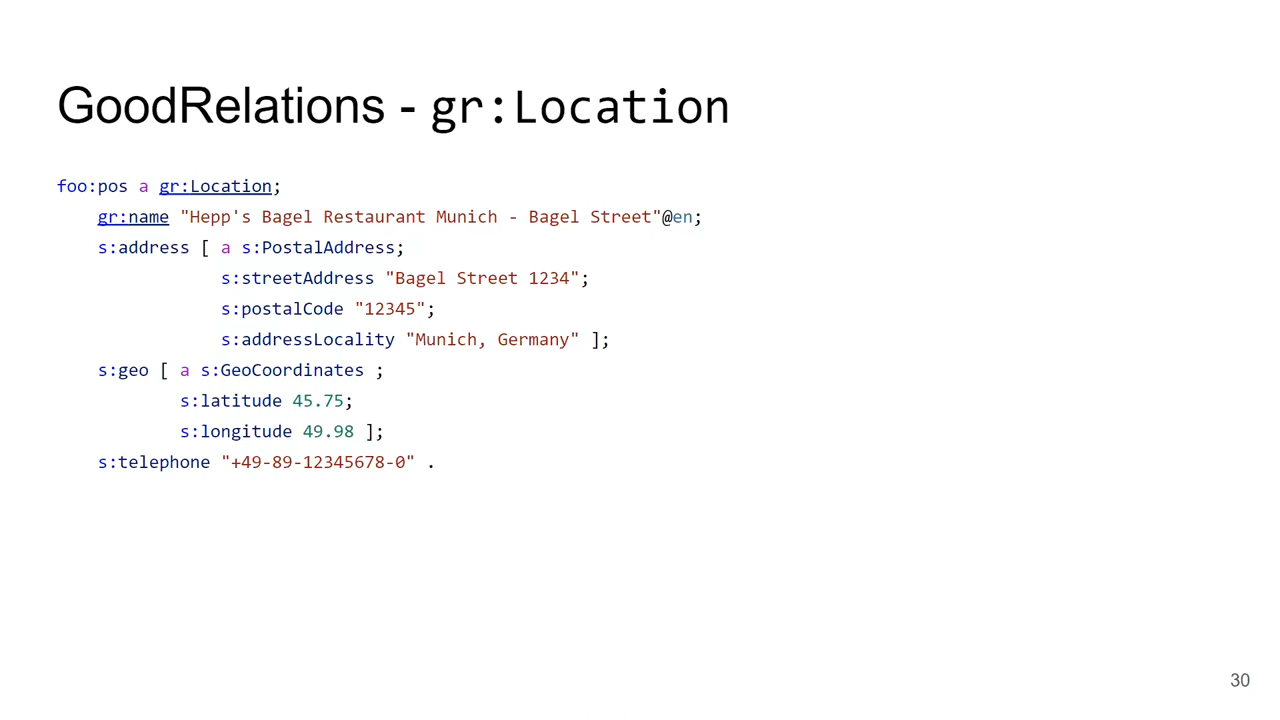 GoodRelations - gr:Location
foo:pos a gr:Location;
gr:name "Hepp's Bagel Restaurant Munich - Bagel Street"@en;
s:address [ a s:PostalAddress;
s:streetAddress "Bagel Street 1234";
s:postalCode "12345";
s:addressLocality "Munich, Germany" ];
s:geo [ a s:GeoCoordinates ;
s:latitude 45.75;
s:longitude 49.98 ];
s:telephone "+49-89-12345678-0" .
30